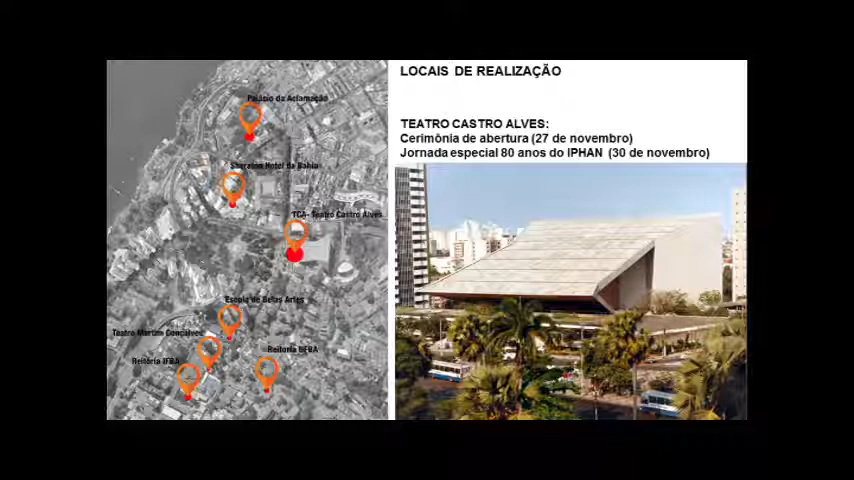 LOCAIS DE REALIZAÇÃO
TEATRO CASTRO ALVES:
Cerimônia de abertura (27 de novembro)
Jornada especial 80 anos do IPHAN (30 de novembro)
Palácio da Aclamação
Sheraton Hotel da Bahia
TCA- Teatro Castro Alves
Escola de Belas Artes
Teatro Martim Gonçalves
Reitoria UFBA
Reitoria IFBA